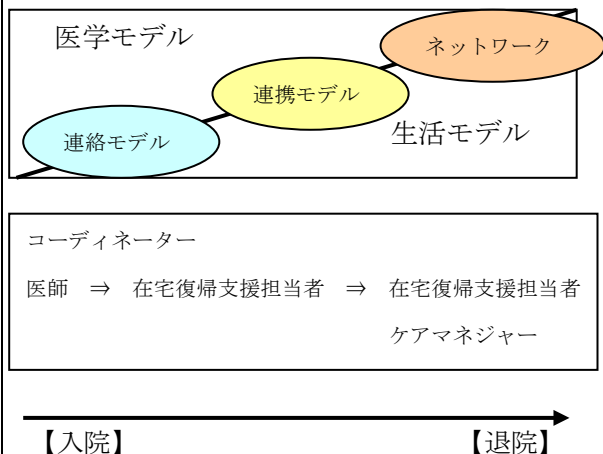 医学モデル
ネットワーク
連携モデル
連絡モデル
生活モデル
コーディネーター
医師 ⇒ 在宅復帰支援担当者 ⇒ 在宅復帰支援担当者
ケアマネジャー
【入院】 【退院】